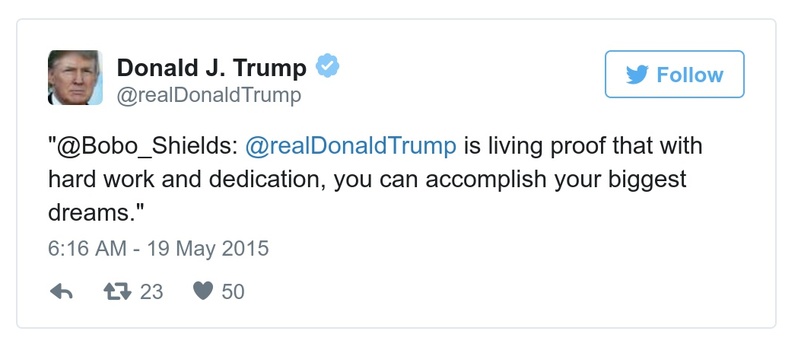 Donald J. Trump
@realDonaldTrump
Follow
"@Bobo_Shields: @realDonaldTrump is living proof that with
hard work and dedication, you can accomplish your biggest
dreams."
6:16 AM - 19 May 2015
23 50